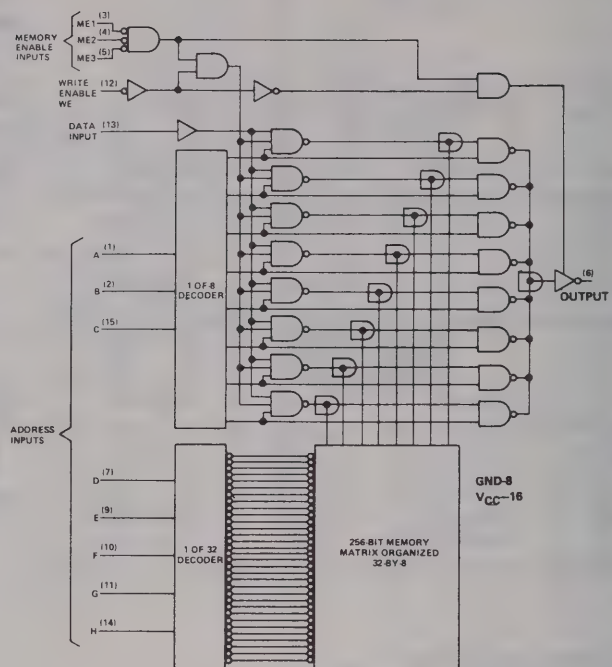 MEMORY
ENABLE
INPUTS
ME1 (3)
ME2 (4)
ME3 (5)
WRITE (12)
ENABLE
WE
DATA (13)
INPUT
ADDRESS
INPUTS
A (1)
B (2)
C (15)
1 OF 8
DECODER
(6)
OUTPUT
D (7)
E (9)
F (10)
G (11)
H (14)
1 OF 32
DECODER
256-BIT MEMORY
MATRIX ORGANIZED
32-BY-8
GND-8
VCC-16